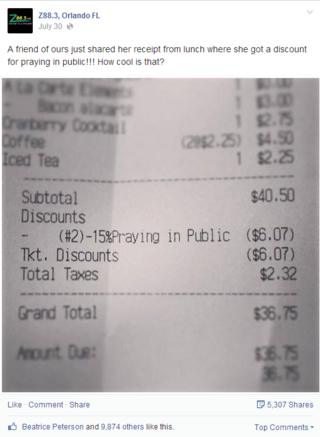 Z88.3, Orlando FL
July 30
A friend of ours just shared her receipt from lunch where she got a discount
for praying in public!!! How cool is that?
A La Carte Elements 1 $3.00
- Bacon alacarte 1 $3.00
Cranberry Cocktail 1 $2.75
Coffee (2@$2.25) $4.50
Iced Tea 1 $2.25
Subtotal $40.50
Discounts
- (#2)-15%Praying in Public ($6.07)
Tkt. Discounts ($6.07)
Total Taxes $2.32
Grand Total $36.75
Amount Due: $36.75
36.75
Like · Comment · Share 5,307 Shares
Beatrice Peterson and 9,874 others like this. Top Comments